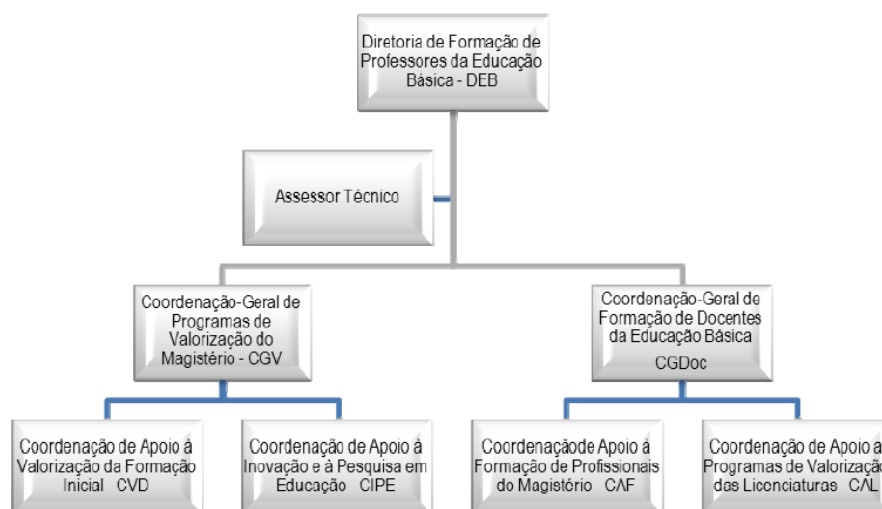 Diretoria de Formação de
Professores da Educação
Básica - DEB
Assessor Técnico
Coordenação-Geral de
Programas de
Valorização do
Magistério - CGV
Coordenação-Geral de
Formação de Docentes
da Educação Básica
CGDoc
Coordenação de Apoio à
Valorização da Formação
Inicial CVD
Coordenação de Apoio à
Inovação e à Pesquisa em
Educação CIPE
Coordenaçãode Apoio à
Formação de Profissionais
do Magistério CAF
Coordenação de Apoio a
Programas de Valorização
das Licenciaturas CAL